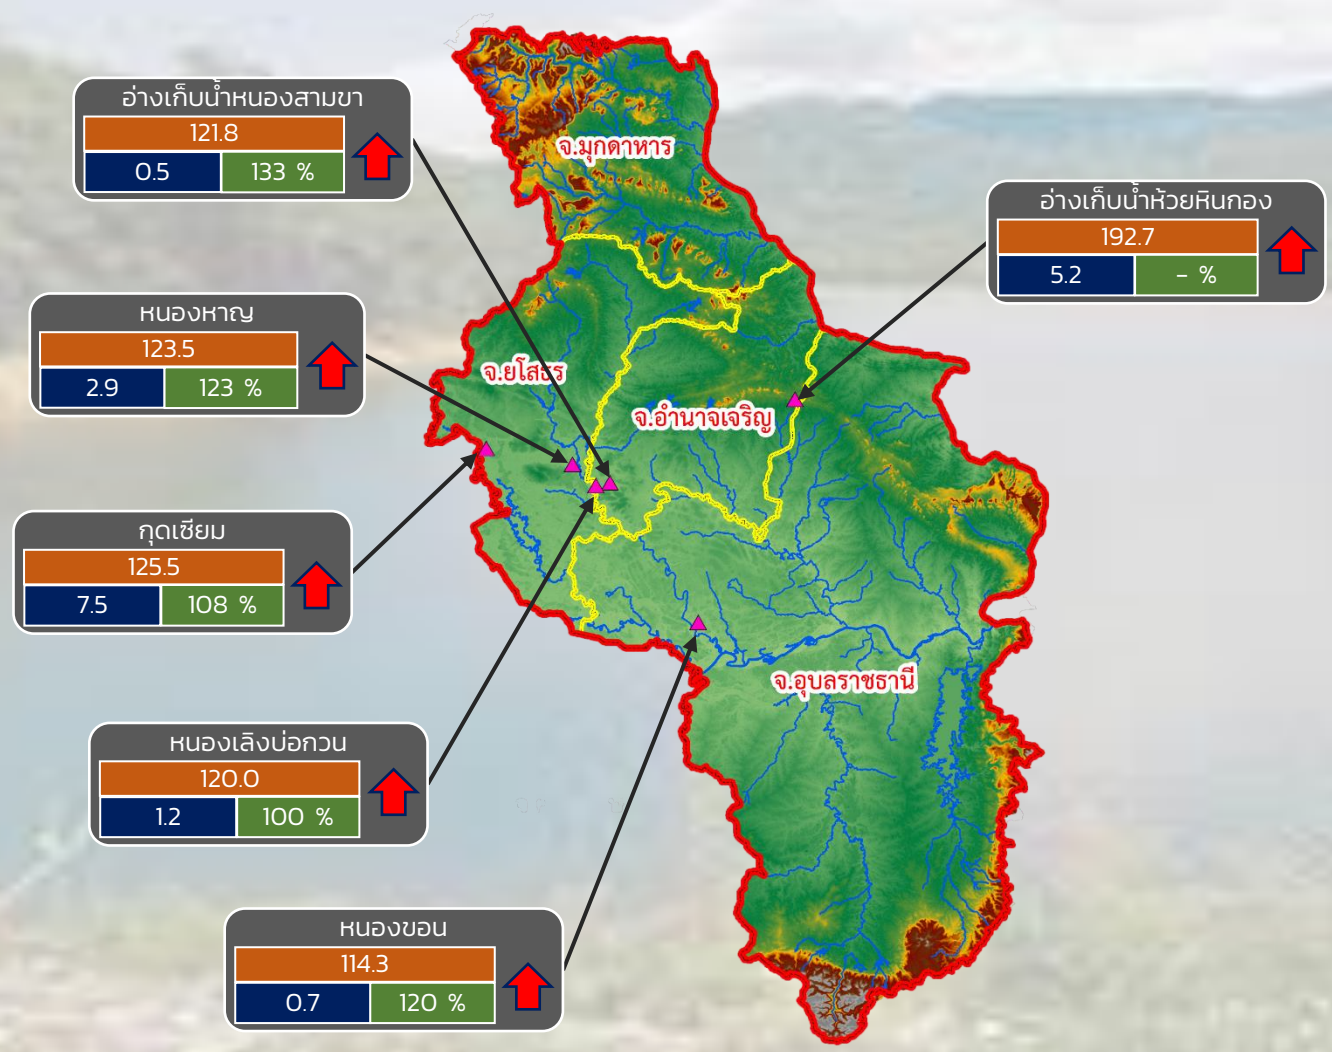 อ่างเก็บน้ำหนองสามขา
121.8
0.5 133 %
จ.มุกดาหาร
อ่างเก็บน้ำห้วยหินกอง
192.7
5.2 - %
หนองหาญ
123.5
2.9 123 %
จ.ยโสธร
จ.อำนาจเจริญ
กุดเซียม
125.5
7.5 108 %
จ.อุบลราชธานี
หนองเลิงบ่อกวน
120.0
1.2 100 %
หนองขอน
114.3
0.7 120 %